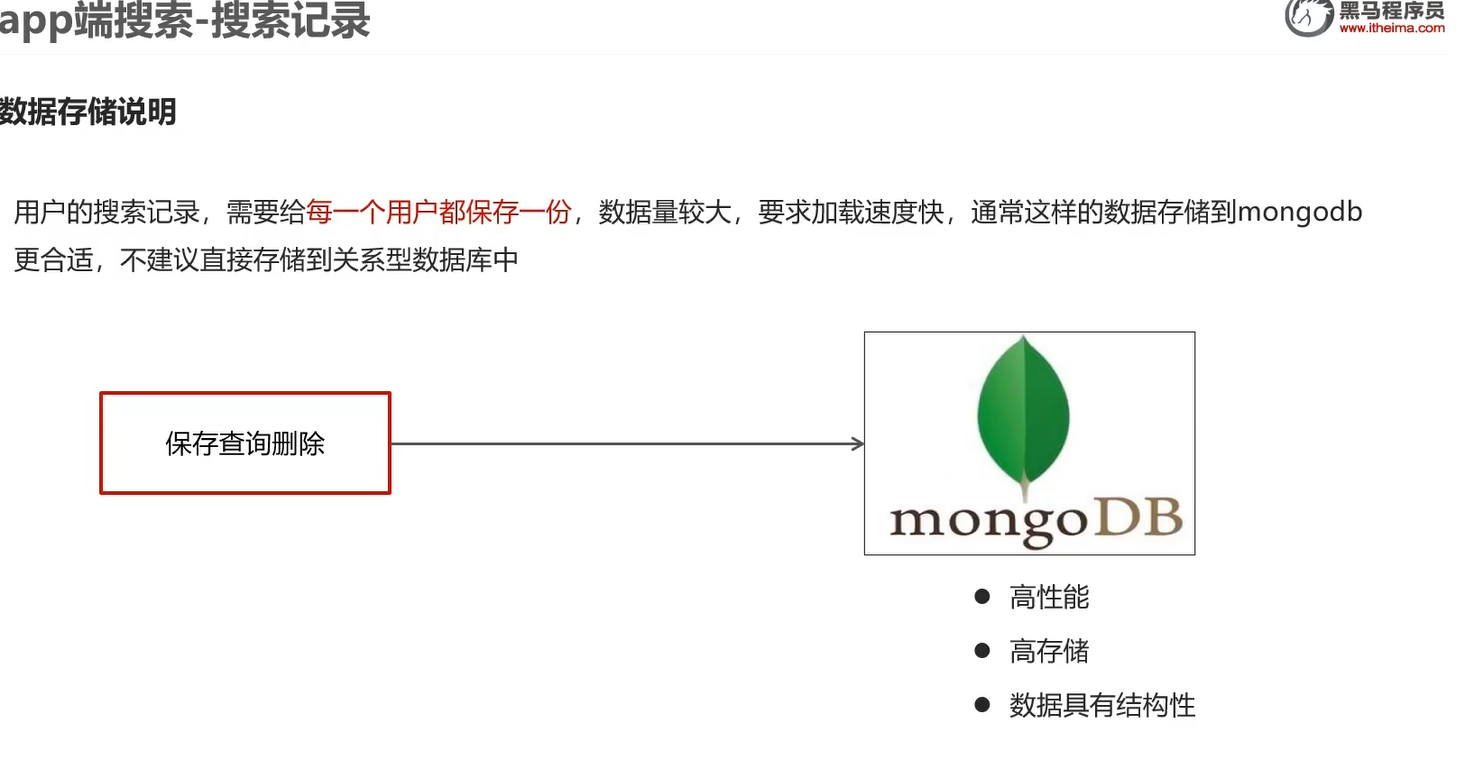 app端搜索-搜索记录
黑马程序员
www.itheima.com
数据存储说明
用户的搜索记录，需要给每一个用户都保存一份，数据量较大，要求加载速度快，通常这样的数据存储到mongodb
更合适，不建议直接存储到关系型数据库中
保存查询删除
mongoDB
● 高性能
● 高存储
● 数据具有结构性